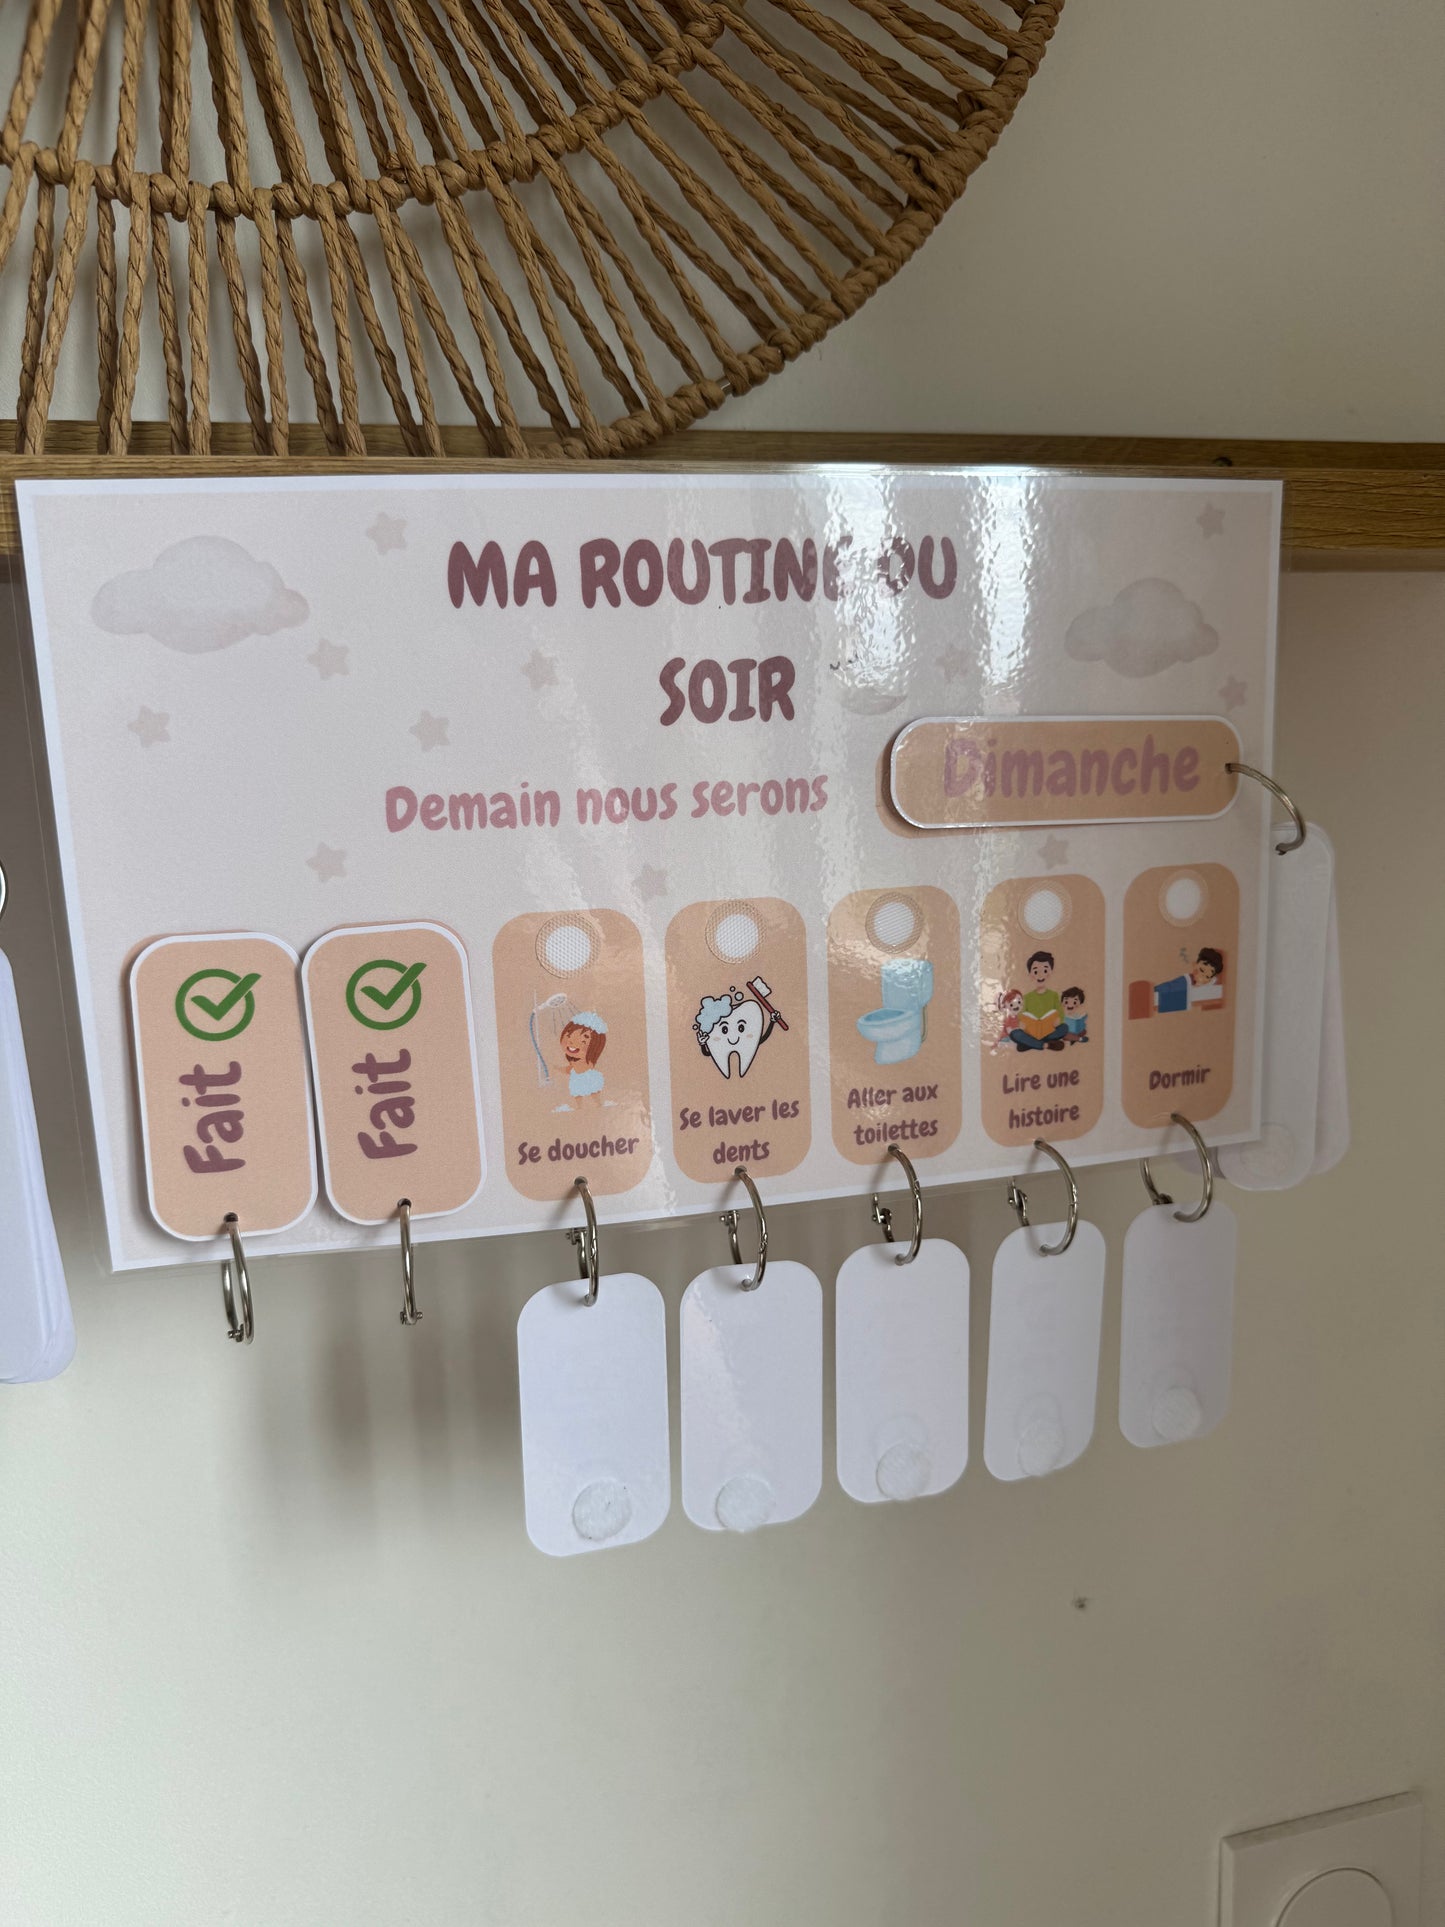 MA ROUTINE DU
SOIR
Demain nous serons
Dimanche
Fait
Fait
Se doucher
Se laver les
dents
Aller aux
toilettes
Lire une
histoire
Dormir